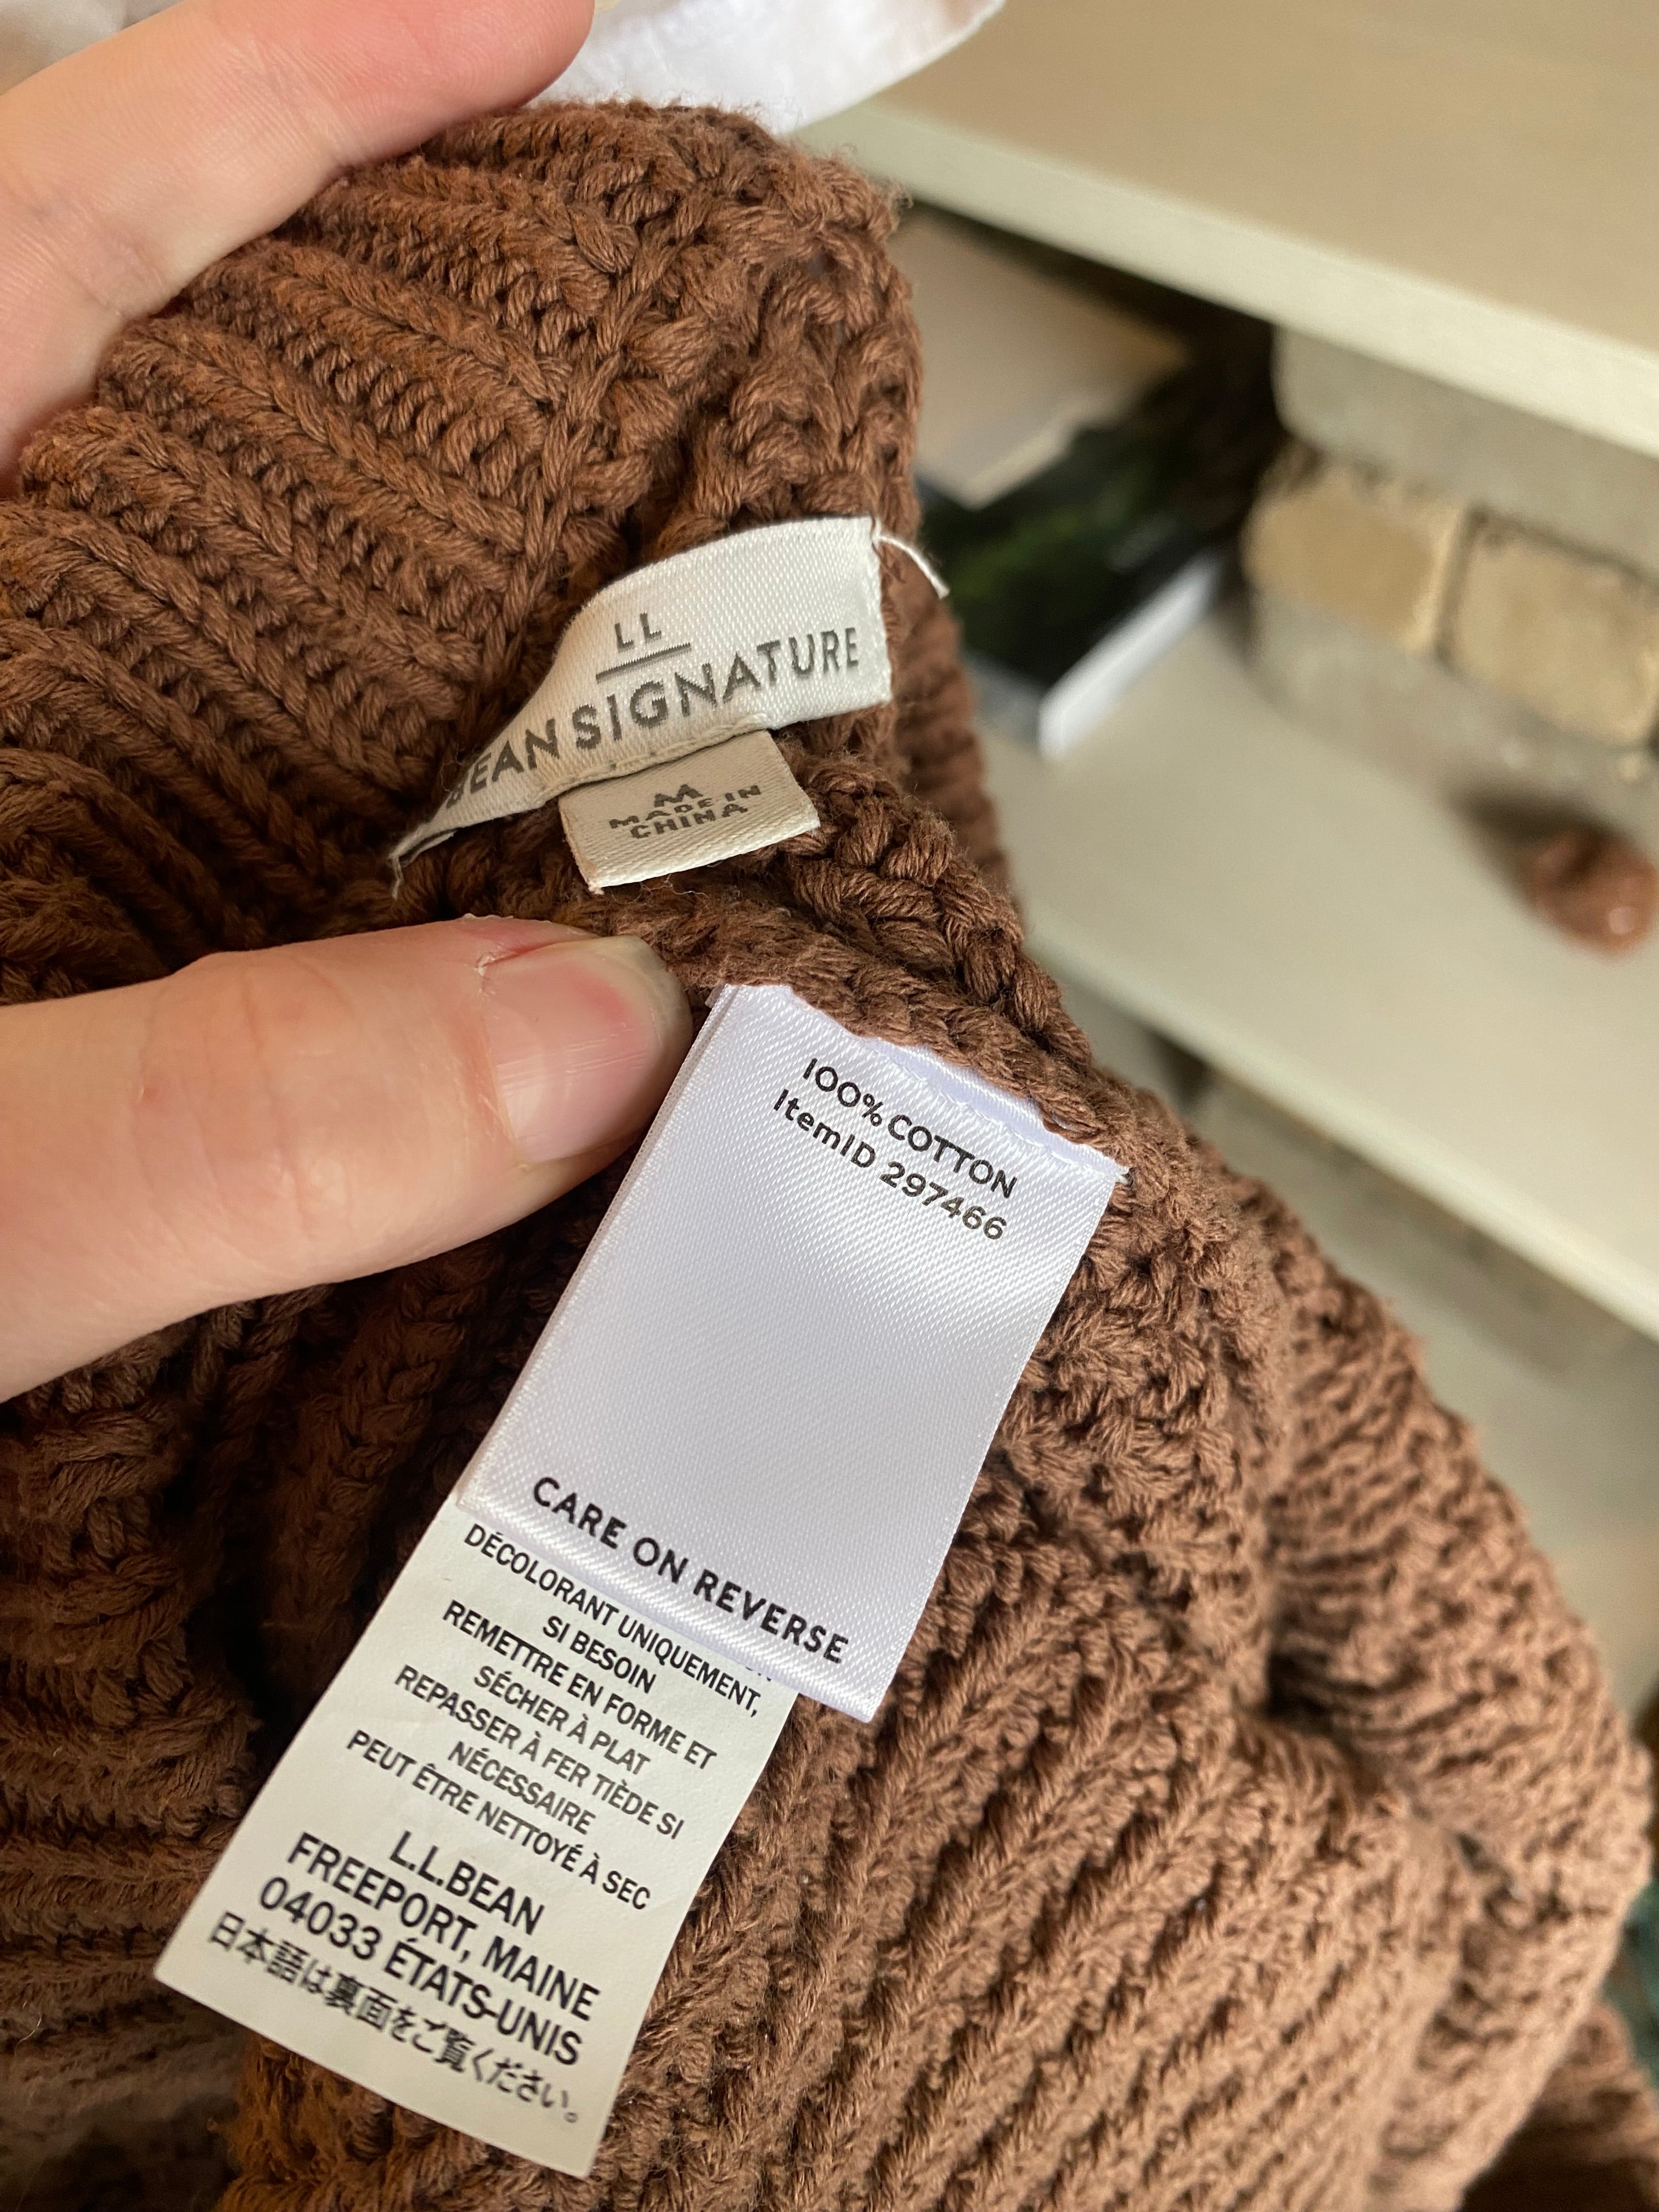 LL
BEAN SIGNATURE
M
MADE IN
CHINA
100% COTTON
ItemID 297466
CARE ON REVERSE
DÉCOLORANT UNIQUEMENT,
SI BESOIN
REMETTRE EN FORME ET
SÉCHER À PLAT
REPASSER À FER TIÈDE SI
NÉCESSAIRE
PEUT ÊTRE NETTOYÉ À SEC
L.L.BEAN
FREEPORT, MAINE
04033 ÉTATS-UNIS
日本語は裏面をご覧ください。